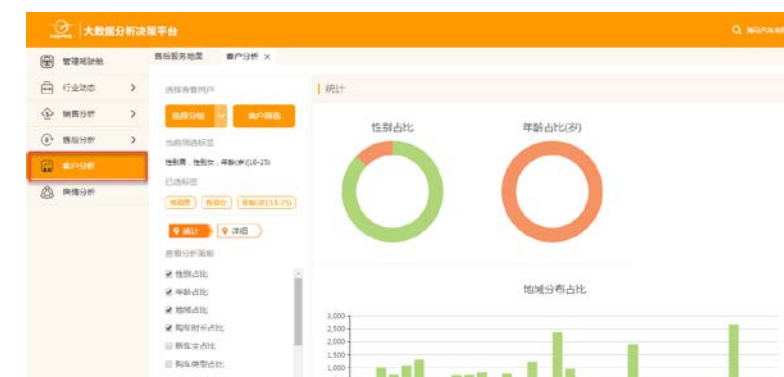 大数据分析决策平台
管理驾驶舱
售后服务地图 客户分析 ×
行业动态
选择查看用户
统计
销售分析
选择分组 客户筛选
性别占比
年龄占比(岁)
售后分析
当前筛选标签
客户分析
性别男，性别女，年龄(岁)(18-25)
已选标签
舆情分析
性别男 性别女 年龄(岁)(18-25)
统计 详细
查看分析面板
性别占比
年龄占比
地域分布占比
地域占比
购车时长占比
新车主占比
购车类型占比
3,000
2,500
2,000
1,500
1,000